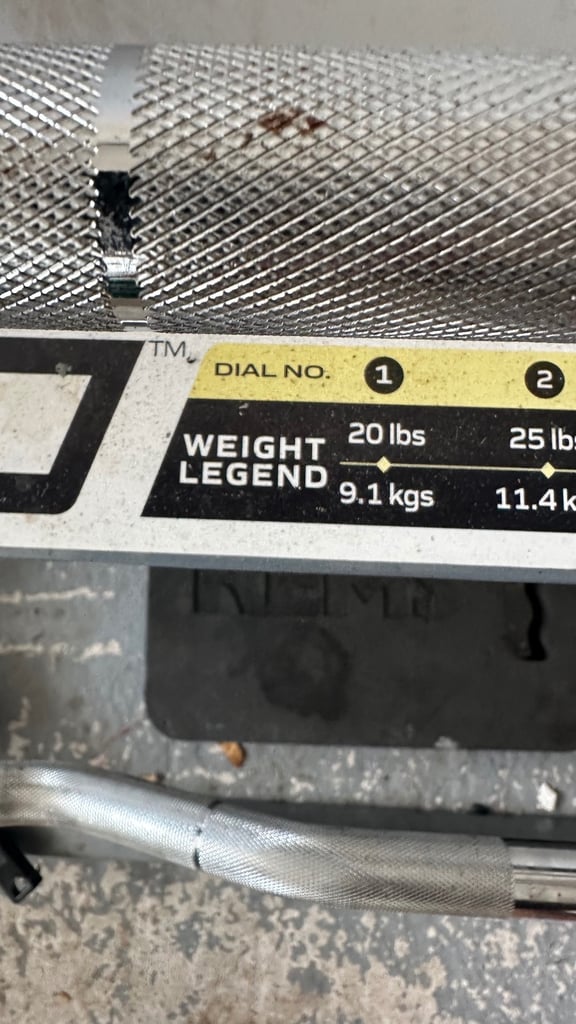 TM
DIAL NO. 1 2
20 lbs 25 lbs
WEIGHT
LEGEND
9.1 kgs 11.4 k